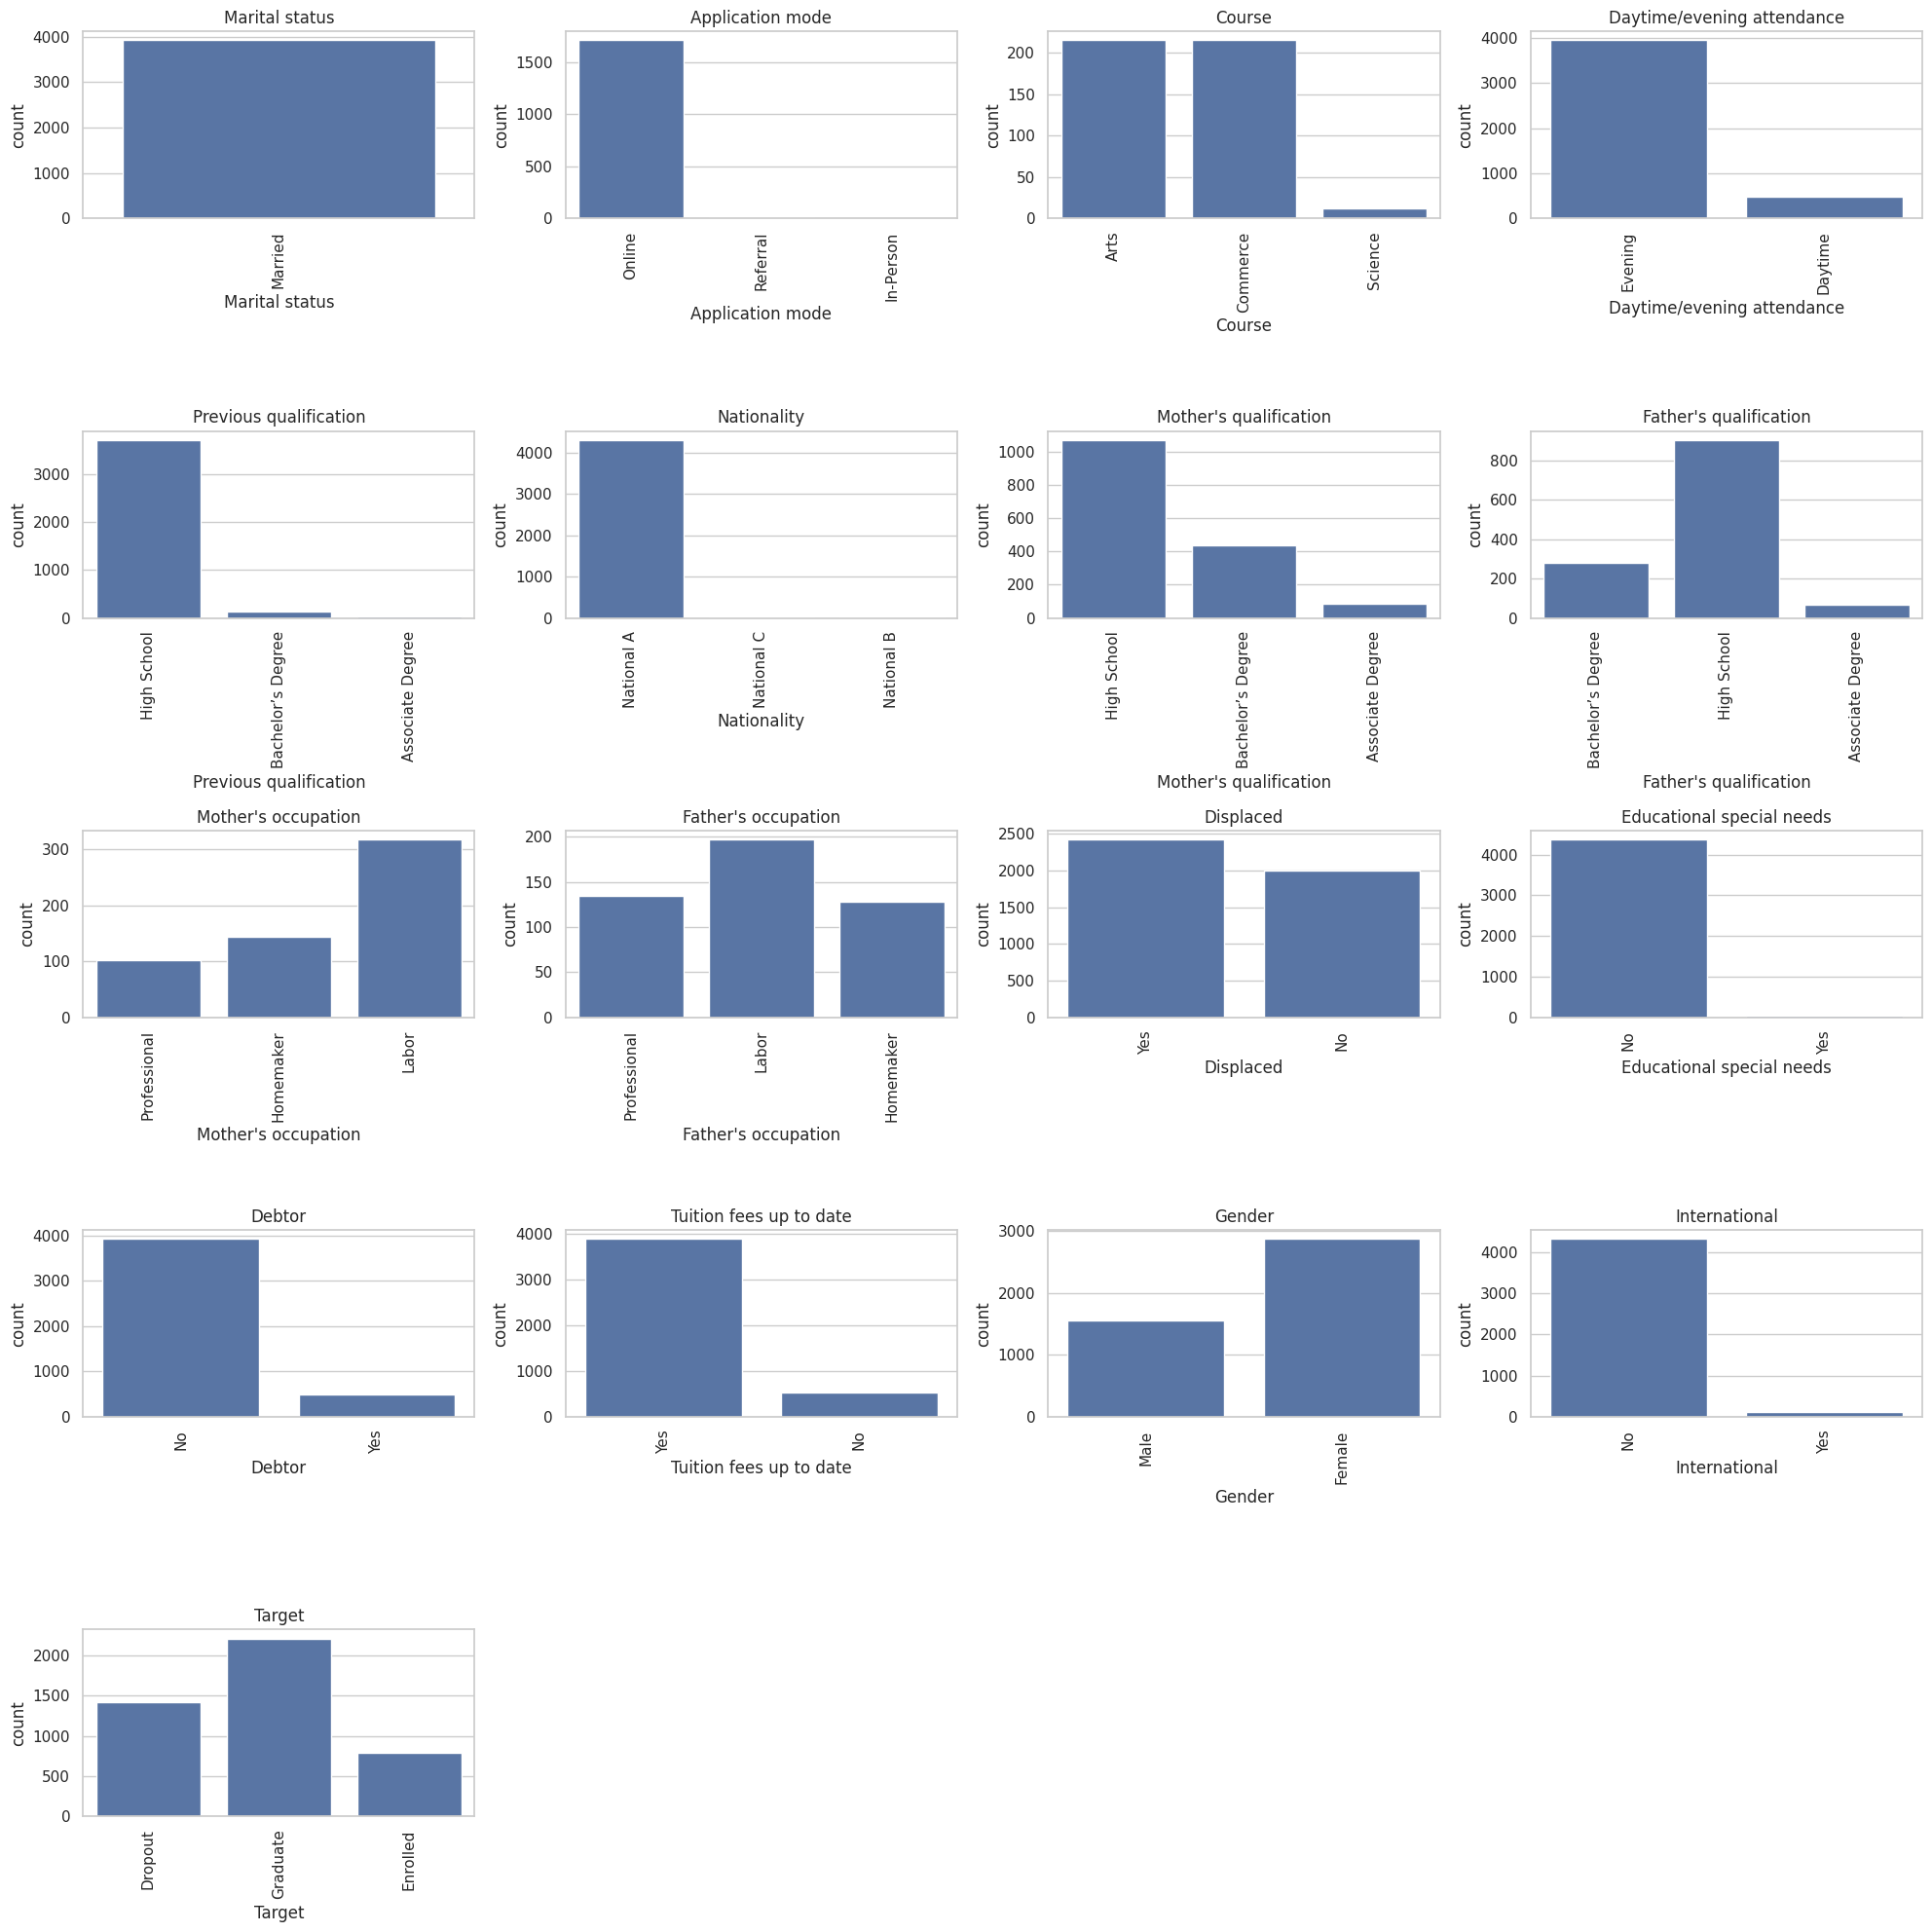 Marital status
count
4000
3000
2000
1000
0
Married
Marital status
Application mode
count
1500
1000
500
0
Online
Referral
In-Person
Application mode
Course
count
200
150
100
50
0
Arts
Commerce
Science
Course
Daytime/evening attendance
count
4000
3000
2000
1000
0
Evening
Daytime
Daytime/evening attendance
Previous qualification
count
3000
2000
1000
0
High School
Bachelor’s Degree
Associate Degree
Previous qualification
Nationality
count
4000
3000
2000
1000
0
National A
National C
National B
Nationality
Mother's qualification
count
1000
800
600
400
200
0
High School
Bachelor’s Degree
Associate Degree
Mother's qualification
Father's qualification
count
800
600
400
200
0
Bachelor’s Degree
High School
Associate Degree
Father's qualification
Mother's occupation
count
300
200
100
0
Professional
Homemaker
Labor
Mother's occupation
Father's occupation
count
200
150
100
50
0
Professional
Labor
Homemaker
Father's occupation
Displaced
count
2500
2000
1500
1000
500
0
Yes
No
Displaced
Educational special needs
count
4000
3000
2000
1000
0
No
Yes
Educational special needs
Debtor
count
4000
3000
2000
1000
0
No
Yes
Debtor
Tuition fees up to date
count
4000
3000
2000
1000
0
Yes
No
Tuition fees up to date
Gender
count
3000
2000
1000
0
Male
Female
Gender
International
count
4000
3000
2000
1000
0
No
Yes
International
Target
count
2000
1500
1000
500
0
Dropout
Graduate
Enrolled
Target